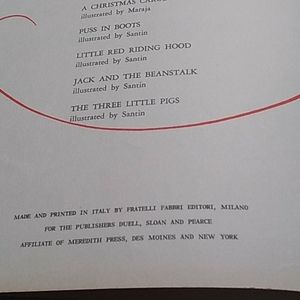 A CHRISTMAS CAROL
illustrated by Maraja
PUSS IN BOOTS
illustrated by Santin
LITTLE RED RIDING HOOD
illustrated by Santin
JACK AND THE BEANSTALK
illustrated by Santin
THE THREE LITTLE PIGS
illustrated by Santin
MADE AND PRINTED IN ITALY BY FRATELLI FABBRI EDITORI, MILANO
FOR THE PUBLISHERS DUELL, SLOAN AND PEARCE
AFFILIATE OF MEREDITH PRESS, DES MOINES AND NEW YORK